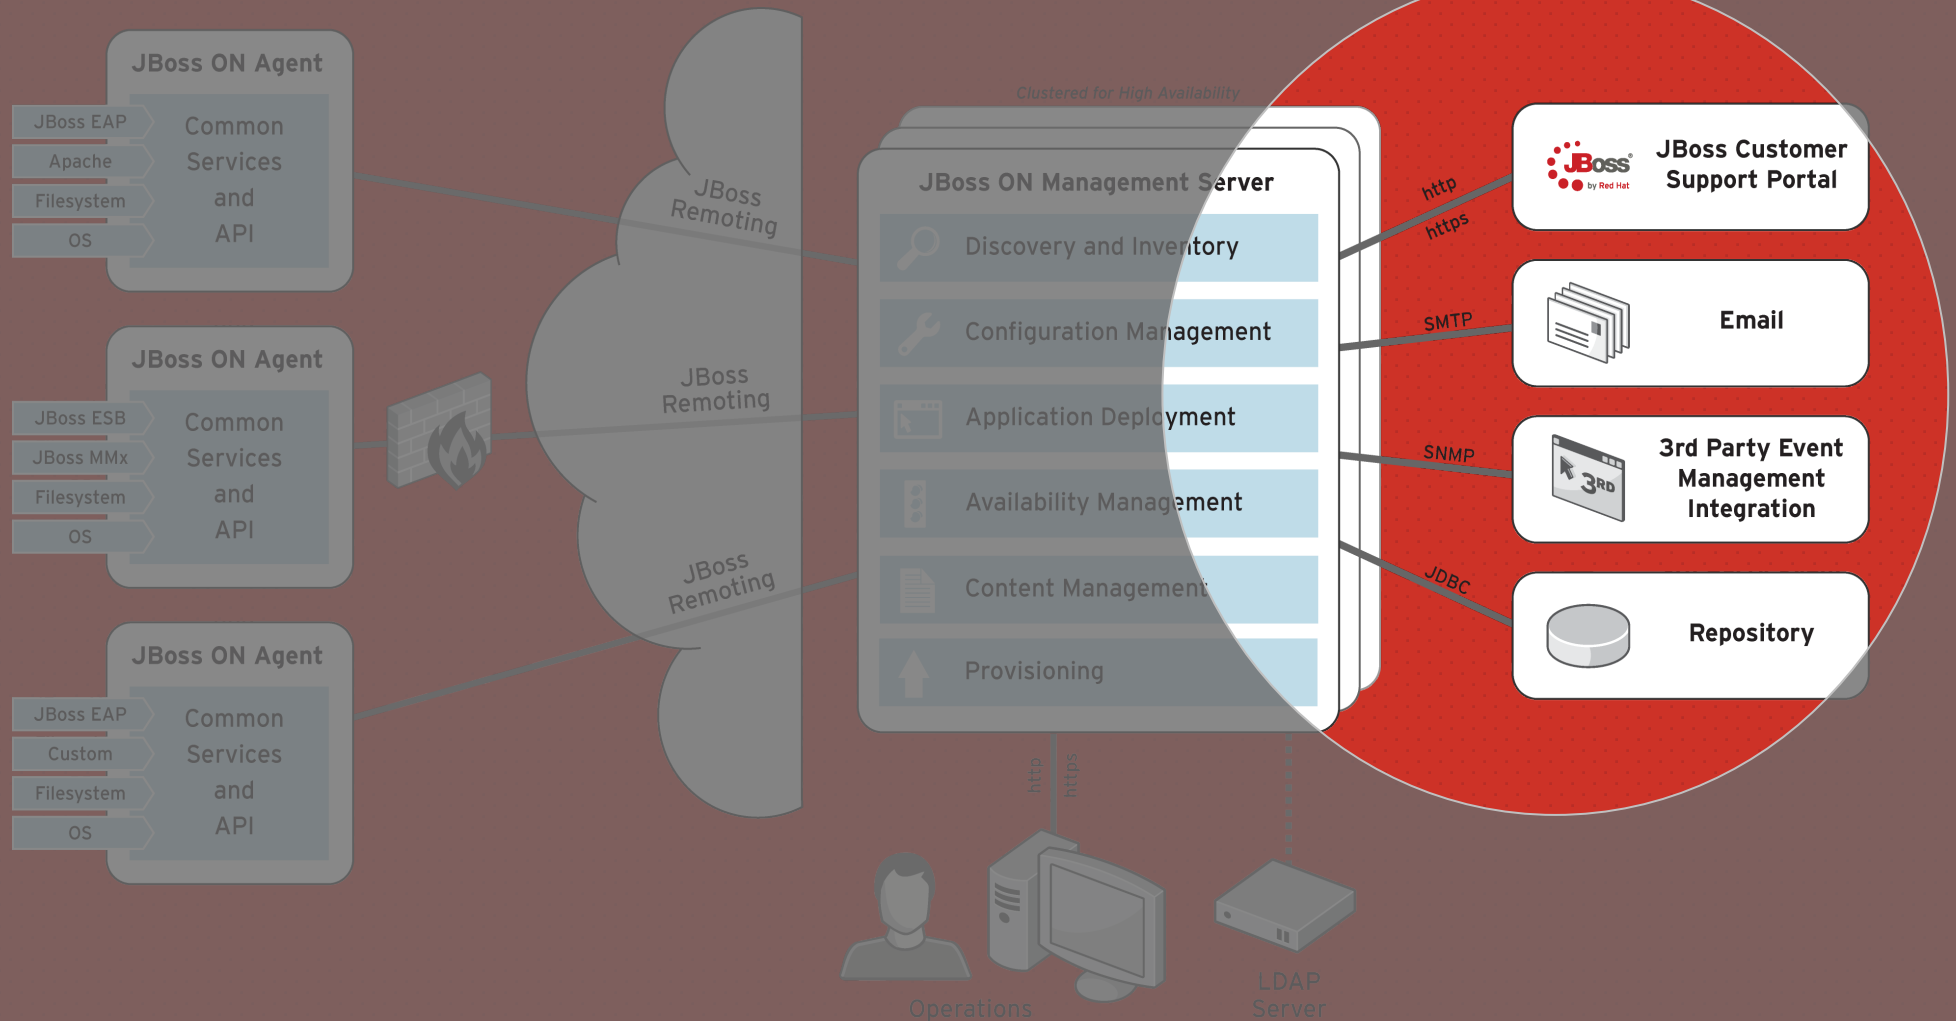 JBoss ON Agent
JBoss EAP
Apache
Filesystem
OS
Common
Services
and
API
JBoss ON Agent
JBoss ESB
JBoss MMx
Filesystem
OS
Common
Services
and
API
JBoss ON Agent
JBoss EAP
Custom
Filesystem
OS
Common
Services
and
API
JBoss
Remoting
JBoss
Remoting
JBoss
Remoting
Clustered for High Availability
JBoss ON Management Server
Discovery and Inventory
Configuration Management
Application Deployment
Availability Management
Content Management
Provisioning
http
https
SMTP
SNMP
JDBC
JBoss®
by Red Hat
JBoss Customer
Support Portal
Email
3RD
3rd Party Event
Management
Integration
Repository
http
https
Operations
LDAP
Server